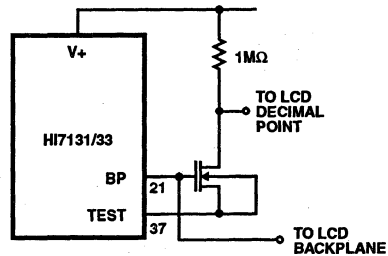 V+
1MΩ
TO LCD
DECIMAL
POINT
HI7131/33
BP
21
TEST
37
TO LCD
BACKPLANE